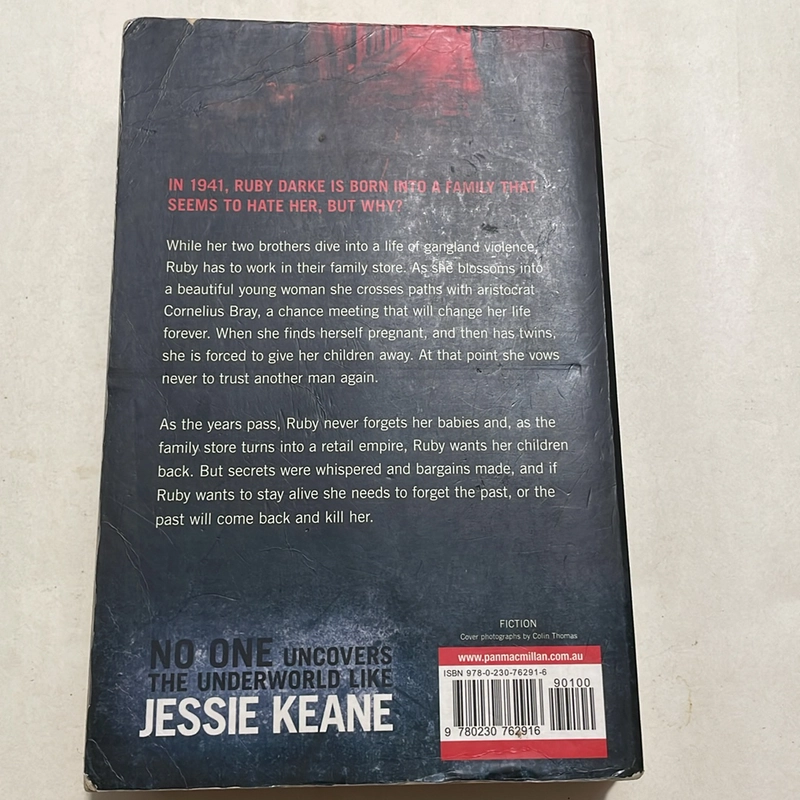 IN 1941, RUBY DARKE IS BORN INTO A FAMILY THAT
SEEMS TO HATE HER, BUT WHY?
While her two brothers dive into a life of gangland violence,
Ruby has to work in their family store. As she blossoms into
a beautiful young woman she crosses paths with aristocrat
Cornelius Bray, a chance meeting that will change her life
forever. When she finds herself pregnant, and then has twins,
she is forced to give her children away. At that point she vows
never to trust another man again.
As the years pass, Ruby never forgets her babies and, as the
family store turns into a retail empire, Ruby wants her children
back. But secrets were whispered and bargains made, and if
Ruby wants to stay alive she needs to forget the past, or the
past will come back and kill her.
NO ONE UNCOVERS
THE UNDERWORLD LIKE
JESSIE KEANE
FICTION
Cover photographs by Colin Thomas
www.panmacmillan.com.au
ISBN 978-0-230-76291-6
90100
9 780230 762916